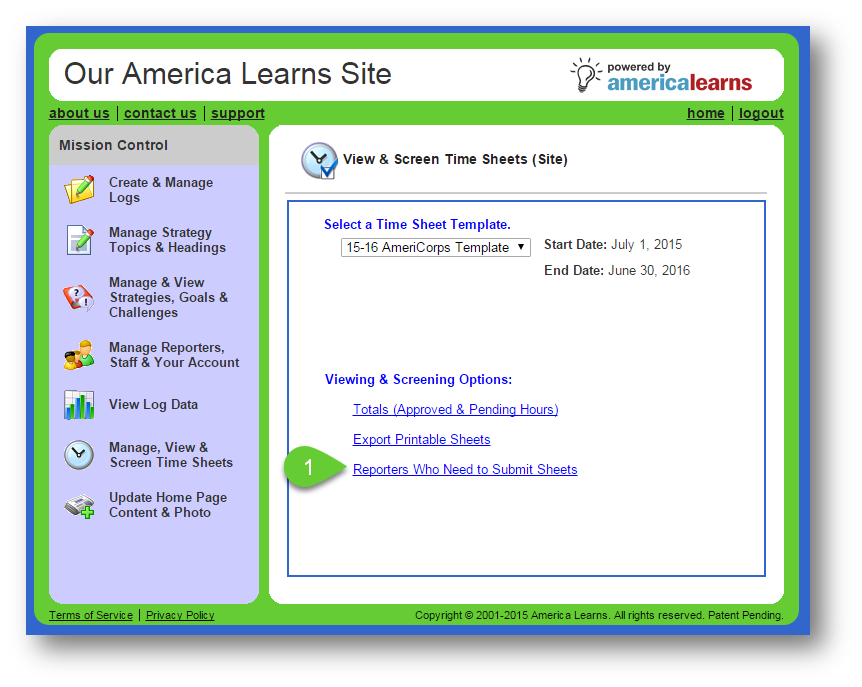 Our America Learns Site
powered by
americalearns
about us | contact us | support
home | logout
Mission Control
Create & Manage
Logs
Manage Strategy
Topics & Headings
Manage & View
Strategies, Goals &
Challenges
Manage Reporters,
Staff & Your Account
View Log Data
Manage, View &
Screen Time Sheets
Update Home Page
Content & Photo
View & Screen Time Sheets (Site)
Select a Time Sheet Template.
15-16 AmeriCorps Template
Start Date: July 1, 2015
End Date: June 30, 2016
Viewing & Screening Options:
Totals (Approved & Pending Hours)
Export Printable Sheets
1
Reporters Who Need to Submit Sheets
Terms of Service | Privacy Policy
Copyright © 2001-2015 America Learns. All rights reserved. Patent Pending.